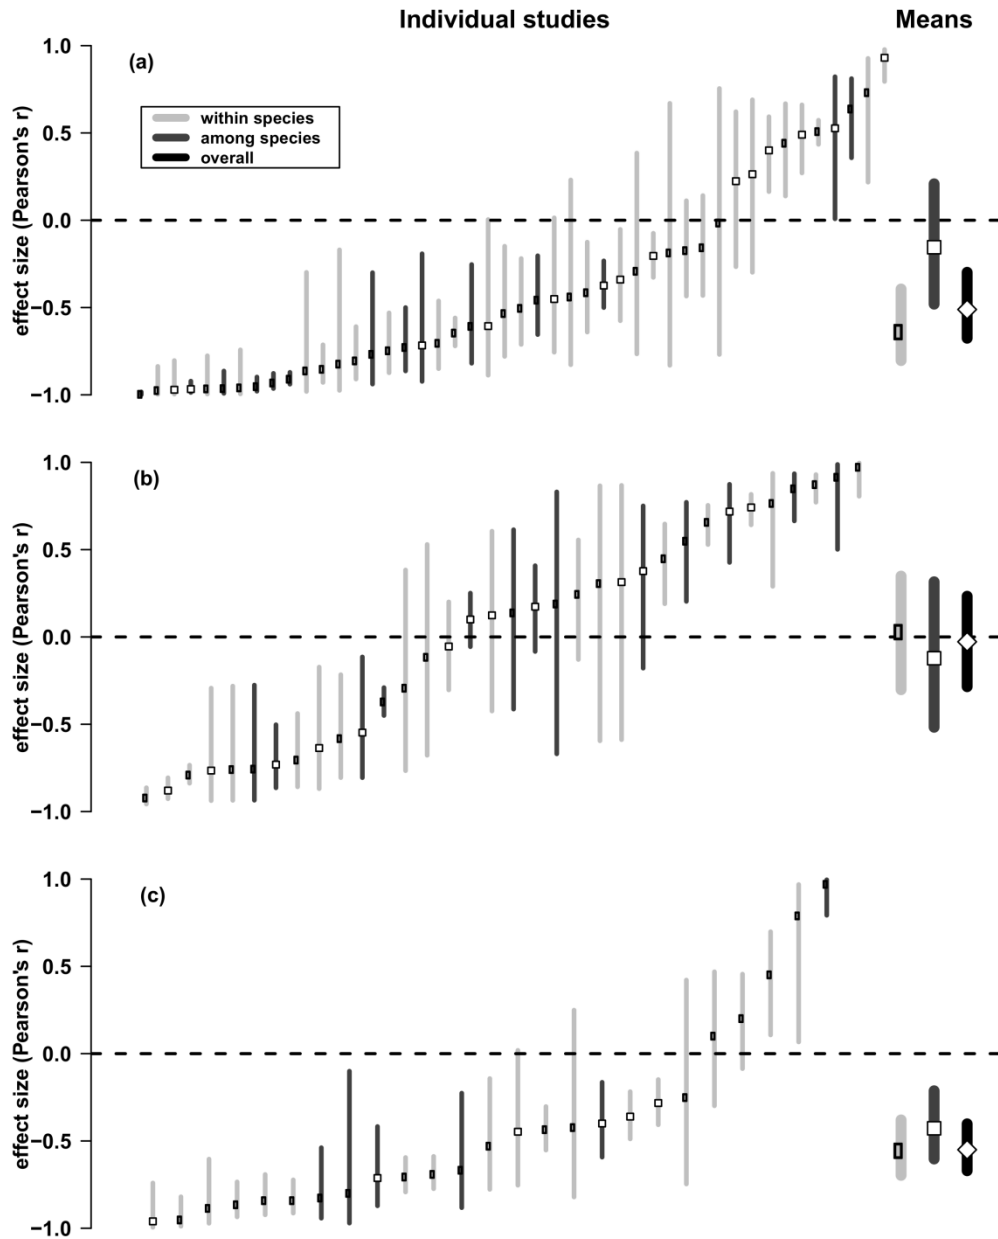 Individual studies Means
(a)
within species
among species
overall
effect size (Pearson's r)
1.0
0.5
0.0
−0.5
−1.0
(b)
effect size (Pearson's r)
1.0
0.5
0.0
−0.5
−1.0
(c)
effect size (Pearson's r)
1.0
0.5
0.0
−0.5
−1.0